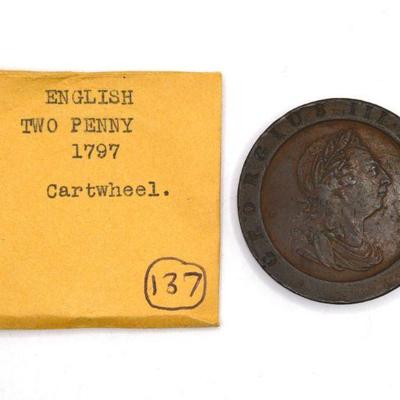 ENGLISH
TWO PENNY
1797
Cartwheel.
137
GEORGIUS III